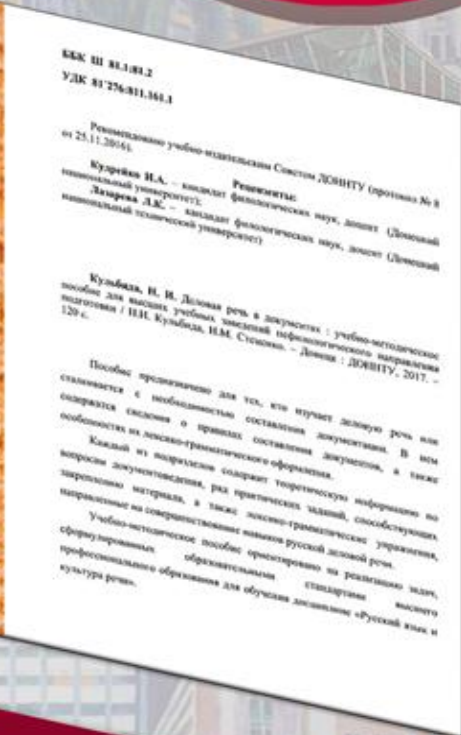 ББК Ш 81.1:81.2
УДК 81'276:811.161.1
Рекомендовано учебно-издательским Советом ДОННТУ (протокол № 8
от 25.11.2016).
Рецензенты:
Кудрейко И.А. – кандидат филологических наук, доцент (Донецкий
национальный университет);
Лазарева Л.К. – кандидат филологических наук, доцент (Донецкий
национальный технический университет)
Кульбида, Н. И. Деловая речь в документах : учебно-методическое
пособие для высших учебных заведений нефилологического направления
подготовки / Н.И. Кульбида, И.М. Стеценко. – Донецк : ДОННТУ, 2017. –
120 с.
Пособие предназначено для тех, кто изучает деловую речь или
сталкивается с необходимостью составления документации. В нем
содержатся сведения о правилах составления документов, а также
особенностях их лексико-грамматического оформления.
Каждый из подразделов содержит теоретическую информацию по
вопросам документоведения, ряд практических заданий, способствующих
закреплению материала, а также лексико-грамматические упражнения,
направленные на совершенствование навыков русской деловой речи.
Учебно-методическое пособие ориентировано на реализацию задач,
сформулированных образовательными стандартами высшего
профессионального образования для обучения дисциплине «Русский язык и
культура речи».